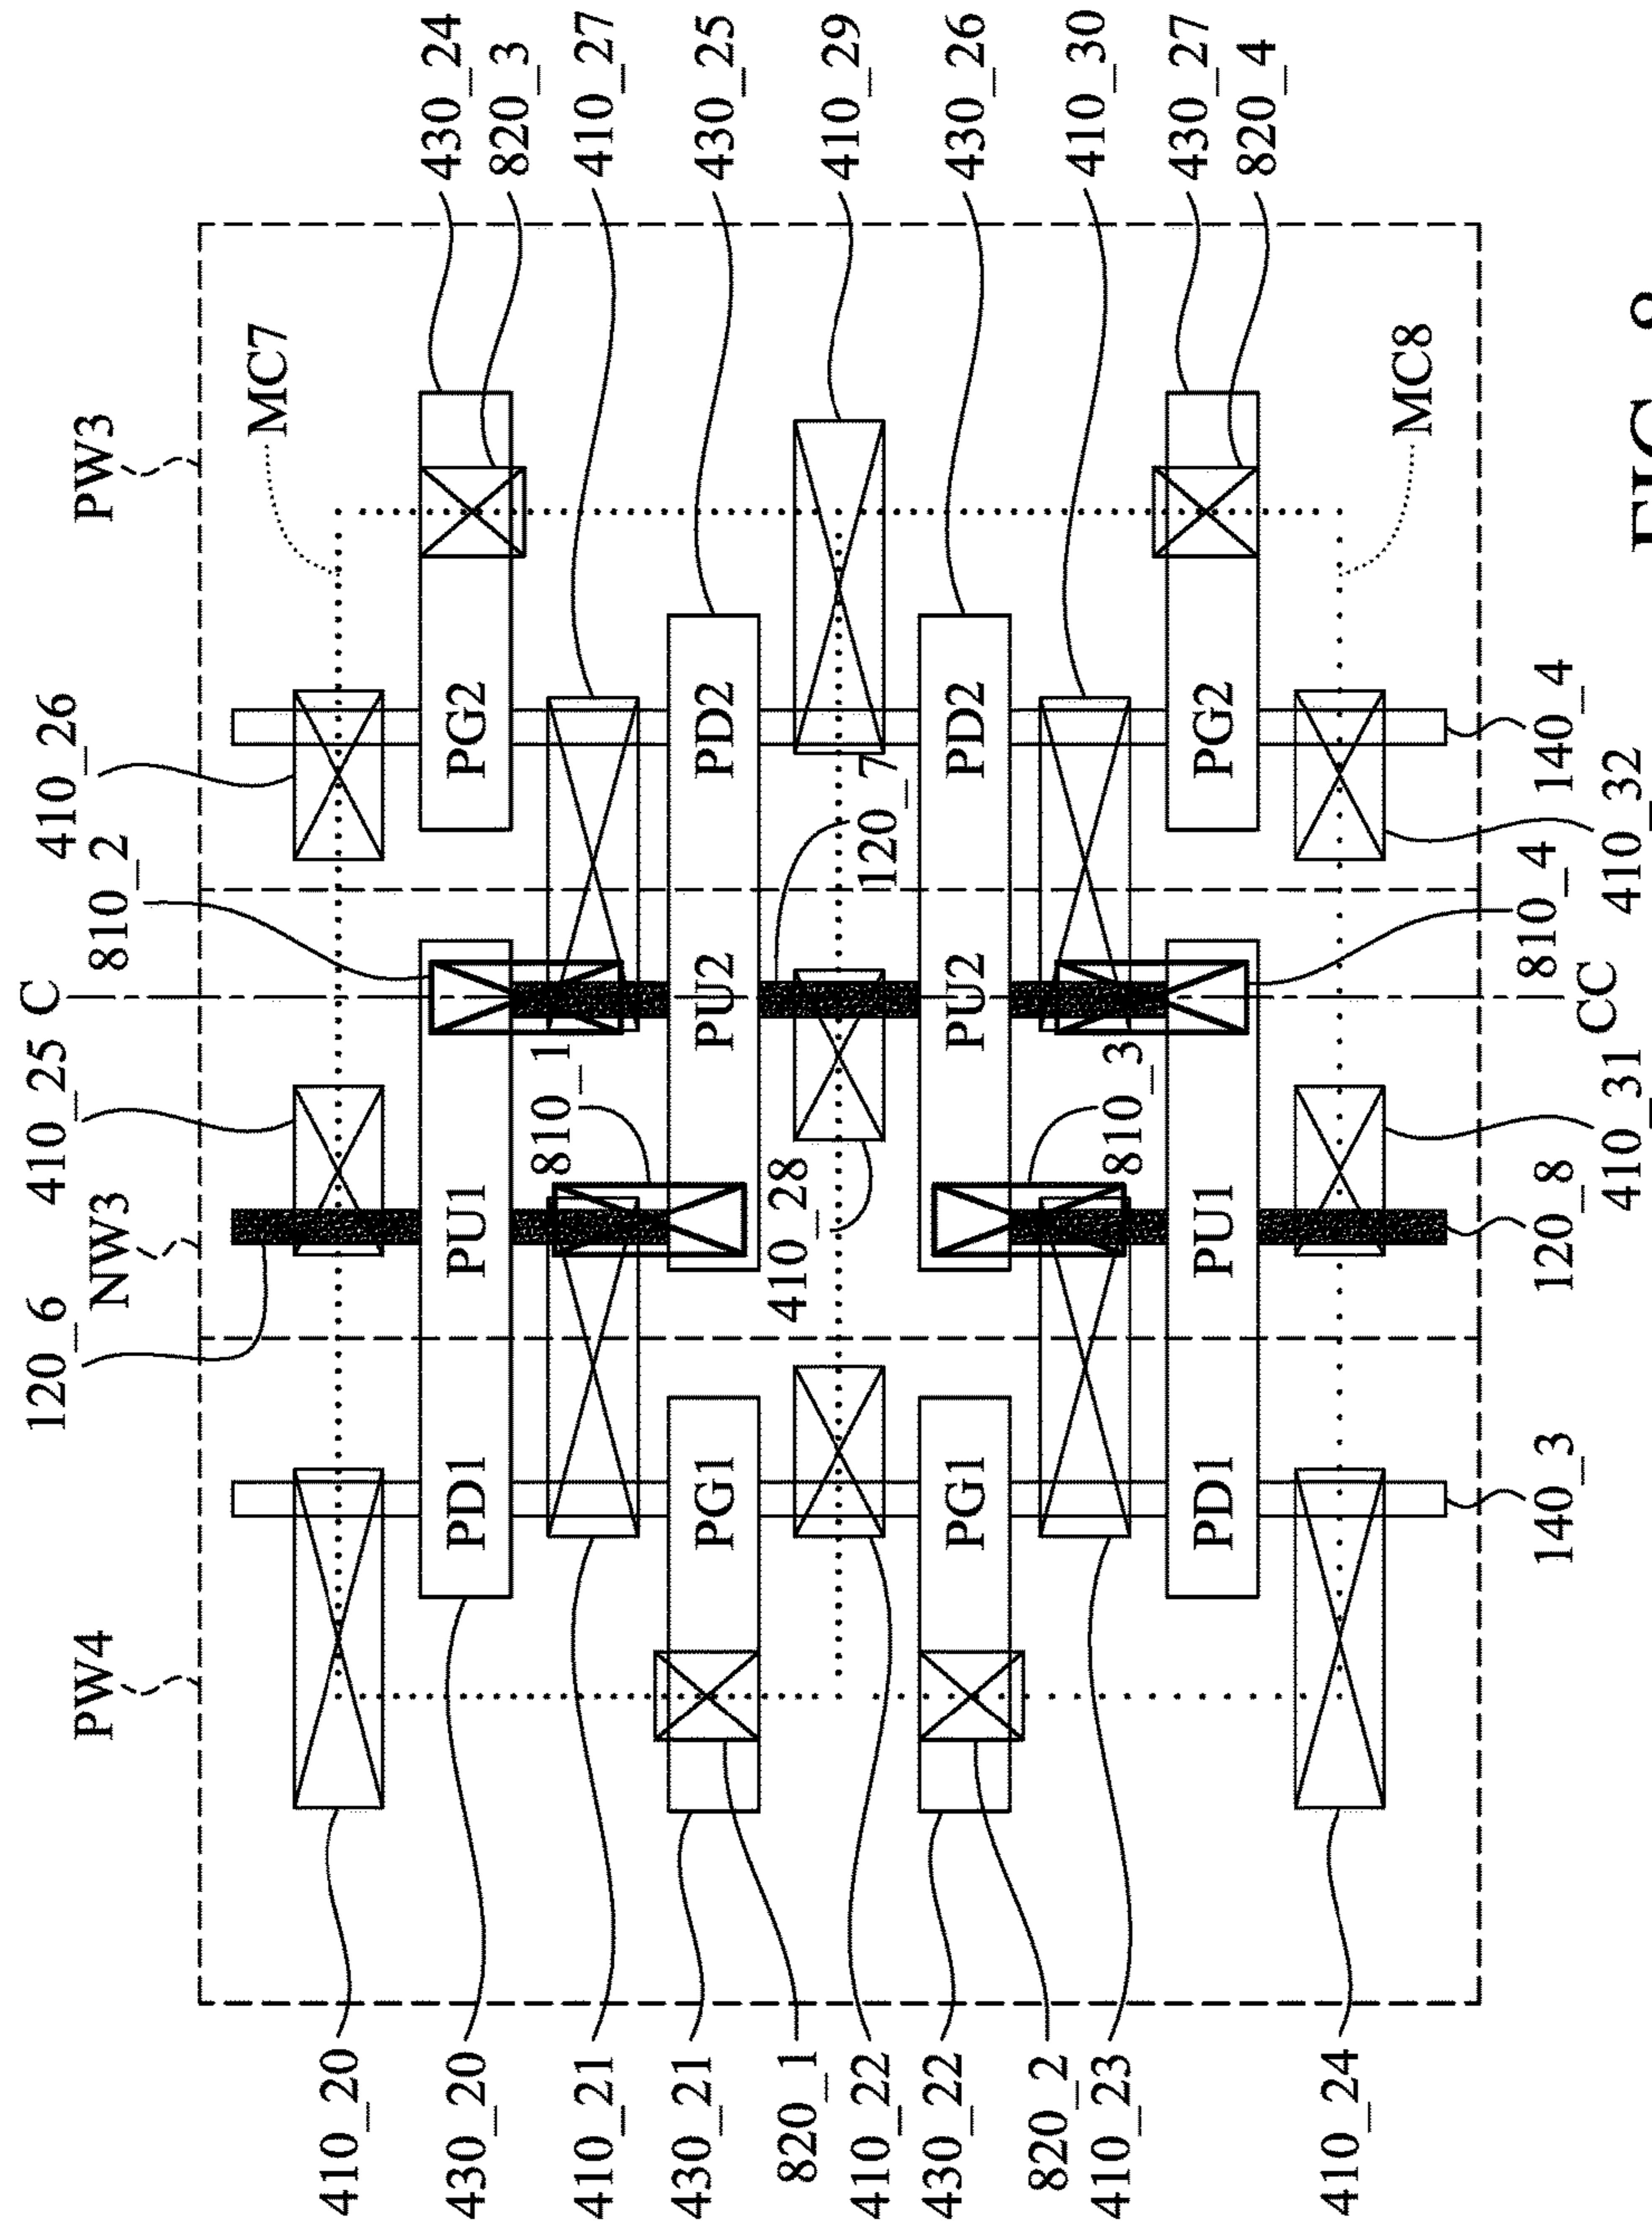 120_6 410_25 C 410_26
PW4 NW3 810_2 PW3
MC7
410_20
430_20 PD1 PU1 PG2 430_24
820_3
810_1
410_21 410_27
430_21 PG1 PU2 PD2 430_25
410_28
820_1
410_22 120_7 410_29
430_22 PG1 PU2 PD2 430_26
820_2
410_23 810_3 410_30
430_27
PD1 PU1 PG2
820_4
410_24 MC8
140_3 120_8 810_4 140_4
CC
410_31 410_32
FIG. 8